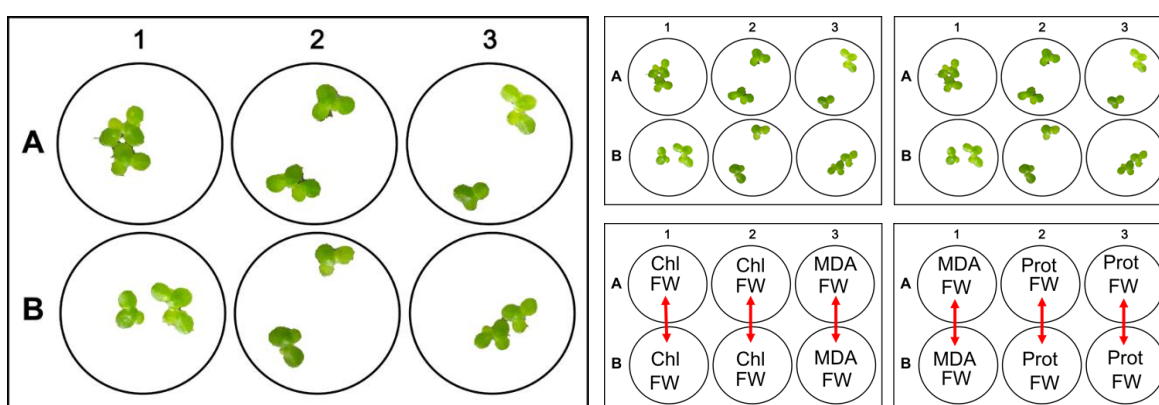 1 2 3
A
B
1 2 3
A
B
1 2 3
A
B
1 2 3
A Chl FW Chl FW MDA FW
B Chl FW Chl FW MDA FW
1 2 3
A MDA FW Prot FW Prot FW
B MDA FW Prot FW Prot FW